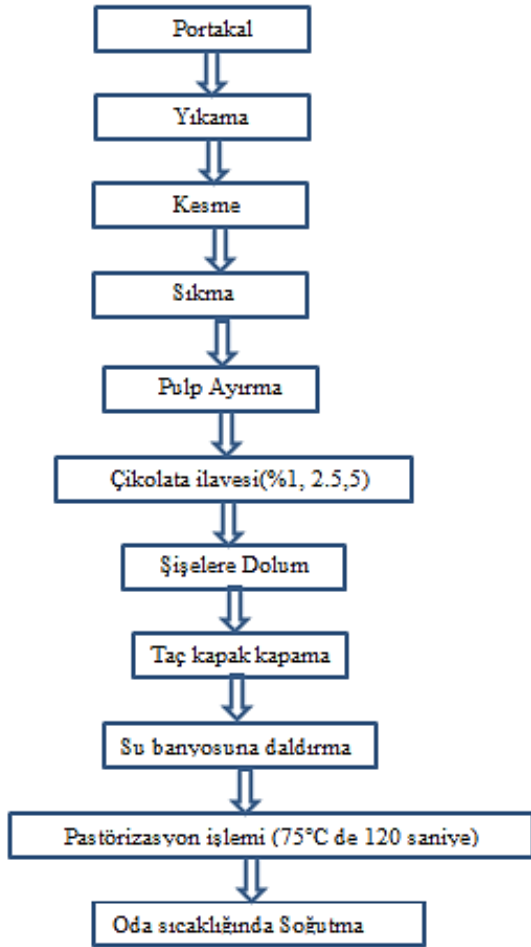 Portakal
Yıkama
Kesme
Sıkma
Pulp Ayırma
Çikolata ilavesi(%1, 2.5,5)
Şişelere Dolum
Taç kapak kapama
Su banyosuna daldırma
Pastörizasyon işlemi (75°C de 120 saniye)
Oda sıcaklığında Soğutma